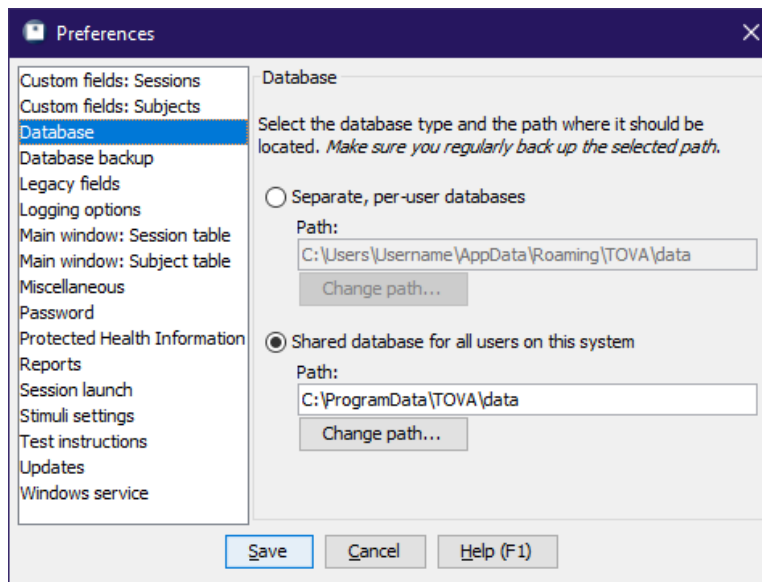 Preferences
Custom fields: Sessions
Custom fields: Subjects
Database
Database backup
Legacy fields
Logging options
Main window: Session table
Main window: Subject table
Miscellaneous
Password
Protected Health Information
Reports
Session launch
Stimuli settings
Test instructions
Updates
Windows service
Database
Select the database type and the path where it should be
located. Make sure you regularly back up the selected path.
Separate, per-user databases
Path:
C:\Users\Username\AppData\Roaming\TOVA\data
Change path...
Shared database for all users on this system
Path:
C:\ProgramData\TOVA\data
Change path...
Save
Cancel
Help (F1)